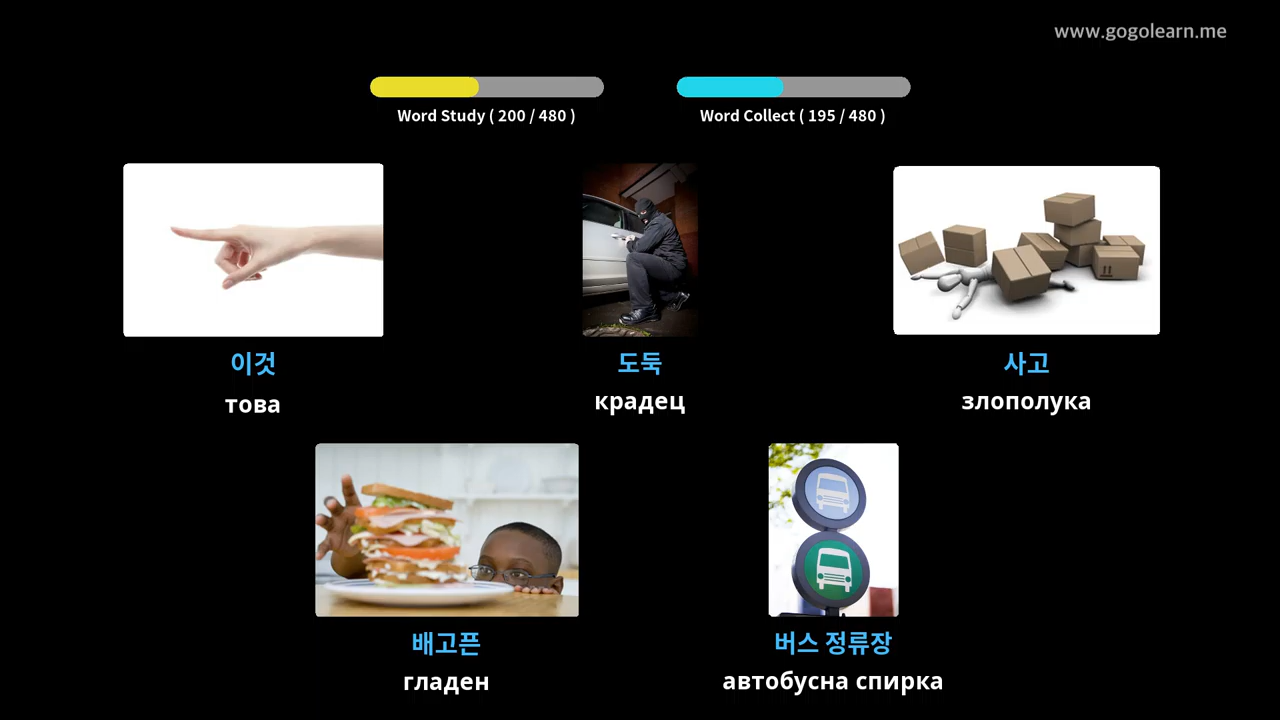 www.gogolearn.me
Word Study ( 200 / 480 )
Word Collect ( 195 / 480 )
이것
това
도둑
крадец
사고
злополука
배고픈
гладен
버스 정류장
автобусна спирка